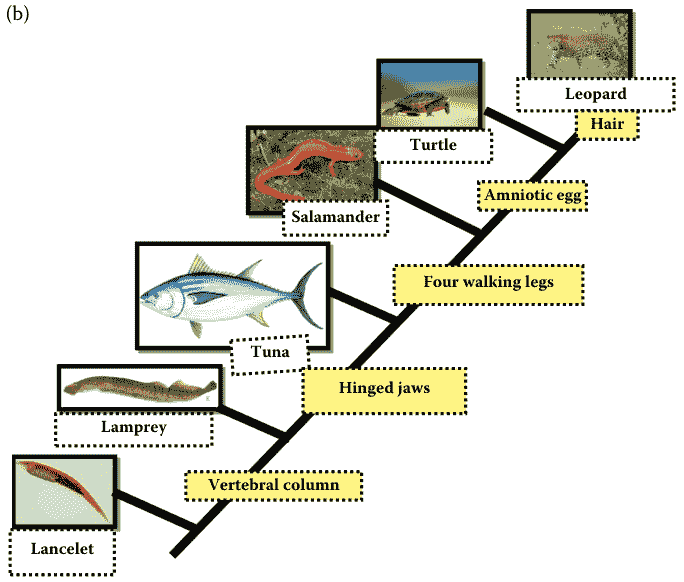 (b)
Leopard
Hair
Turtle
Amniotic egg
Salamander
Four walking legs
Tuna
Hinged jaws
Lamprey
Vertebral column
Lancelet